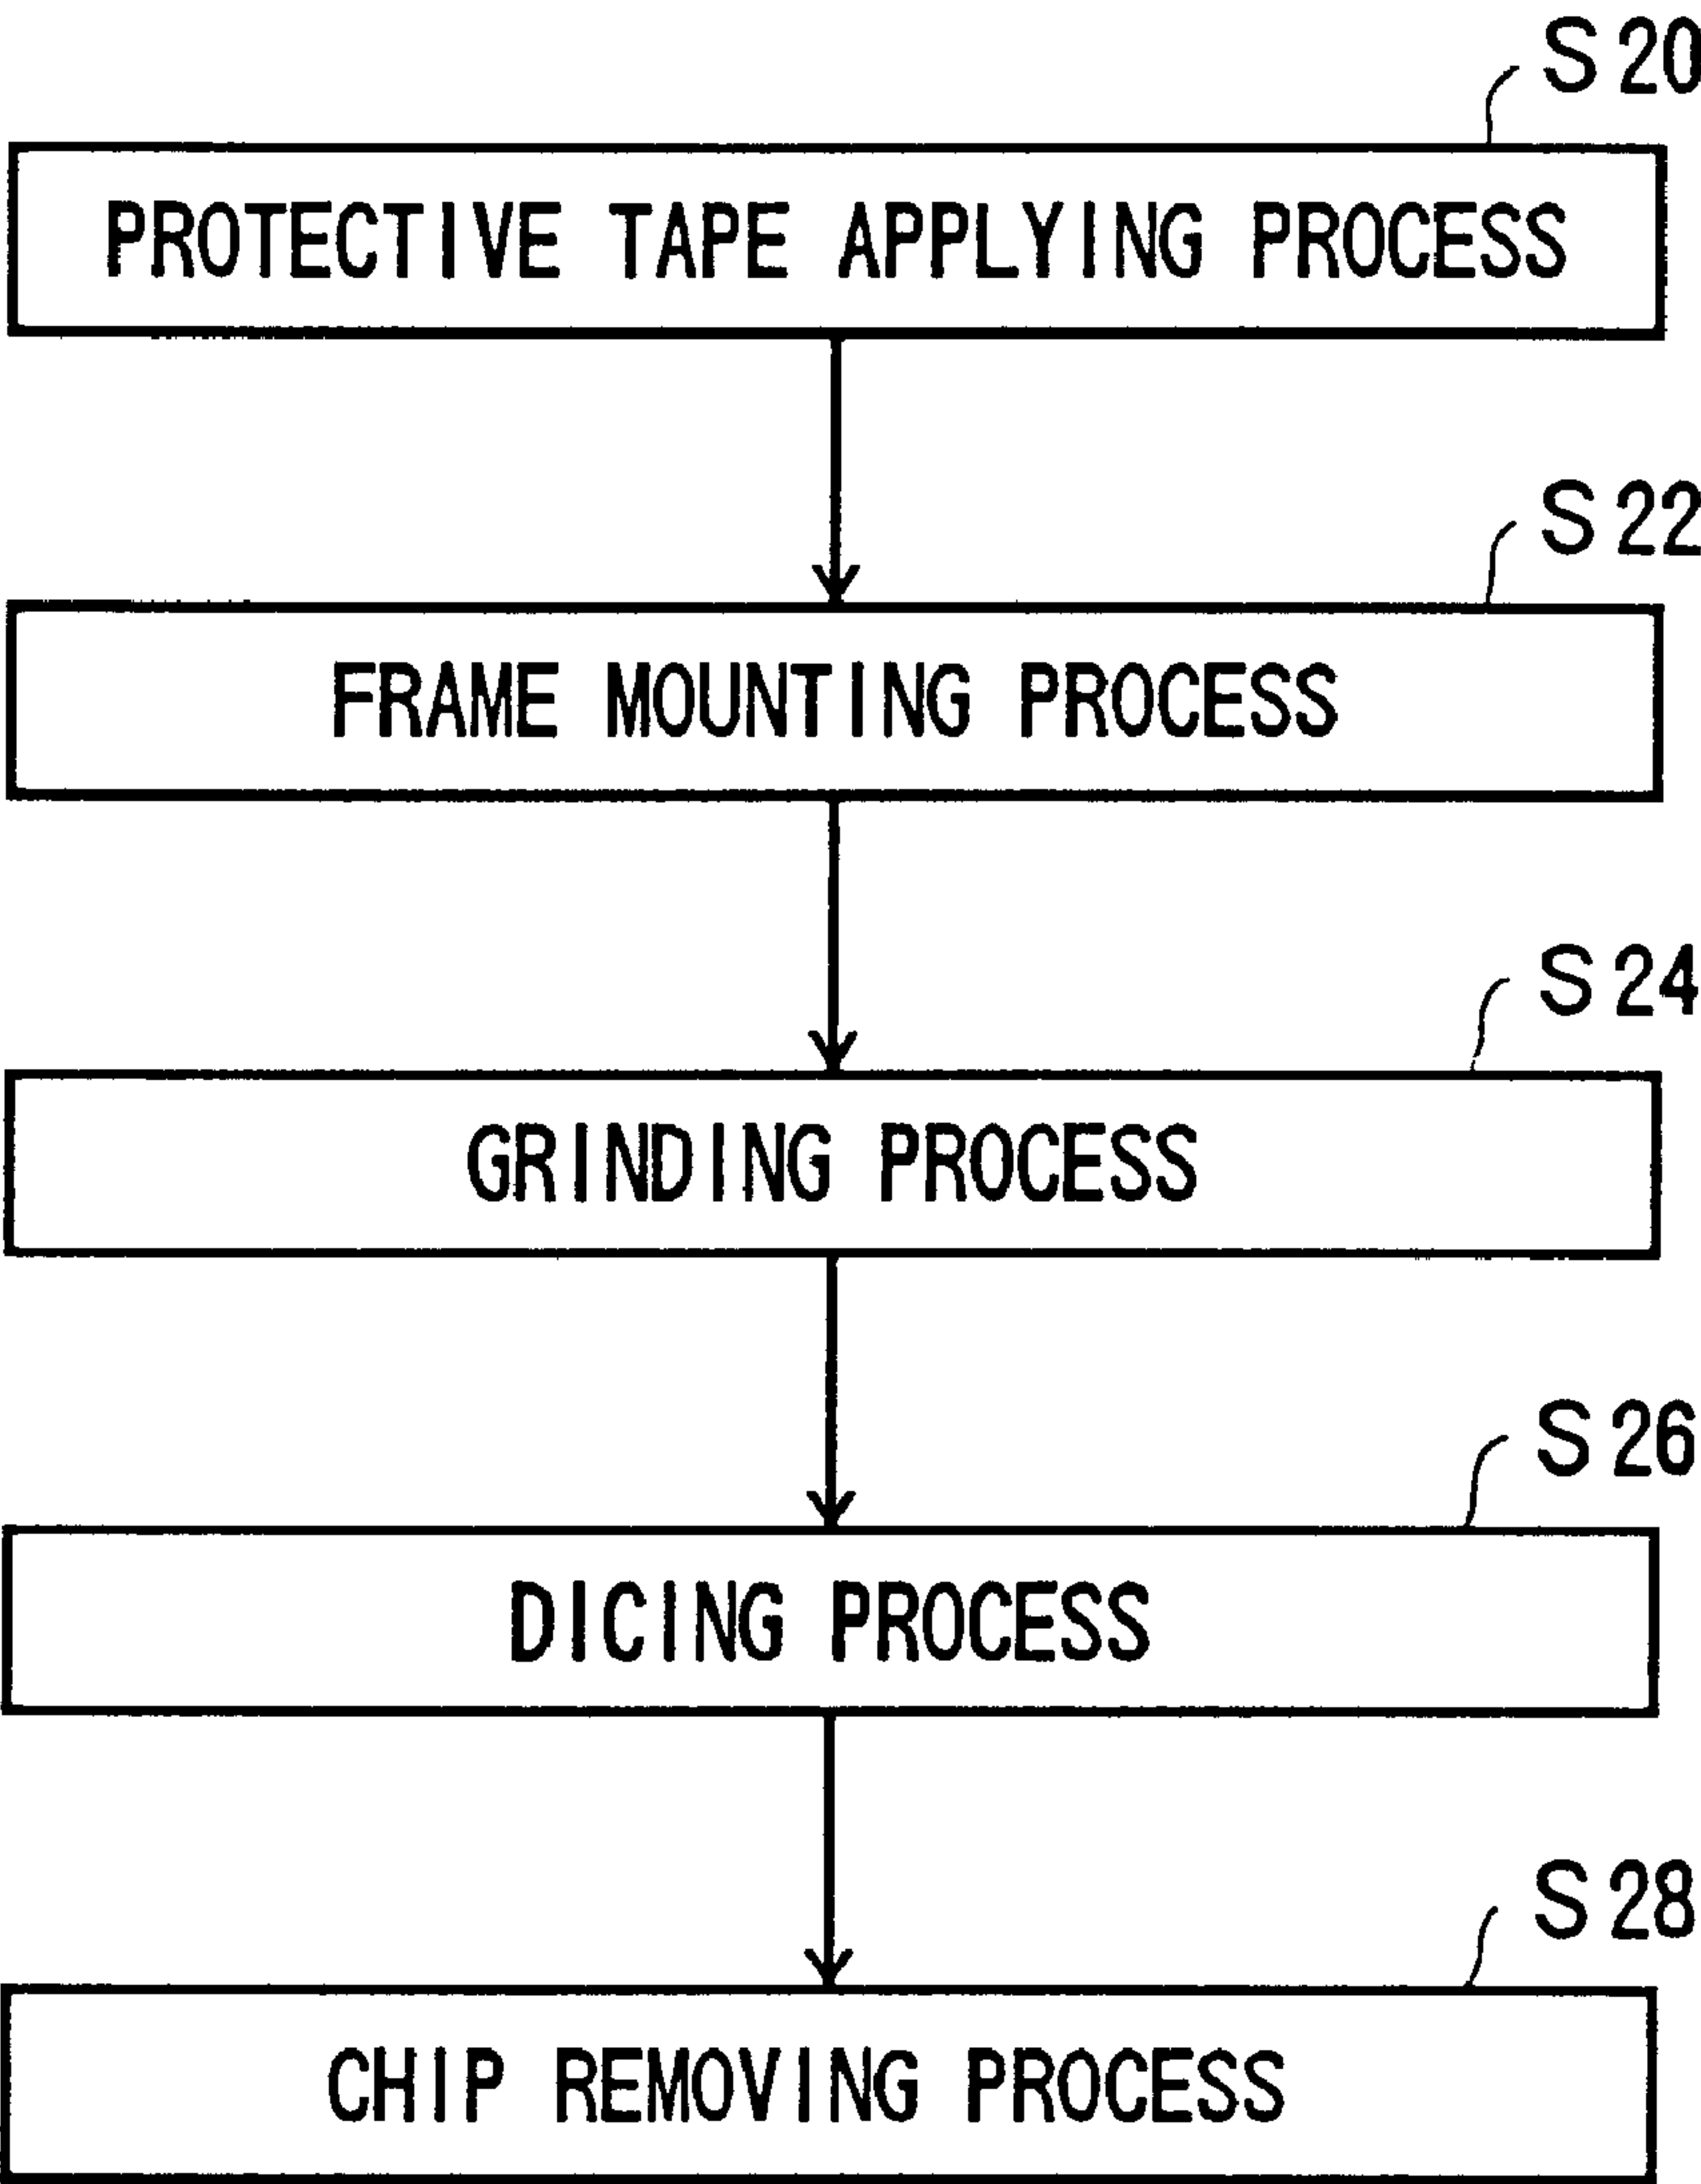 S20
PROTECTIVE TAPE APPLYING PROCESS
S22
FRAME MOUNTING PROCESS
S24
GRINDING PROCESS
S26
DICING PROCESS
S28
CHIP REMOVING PROCESS